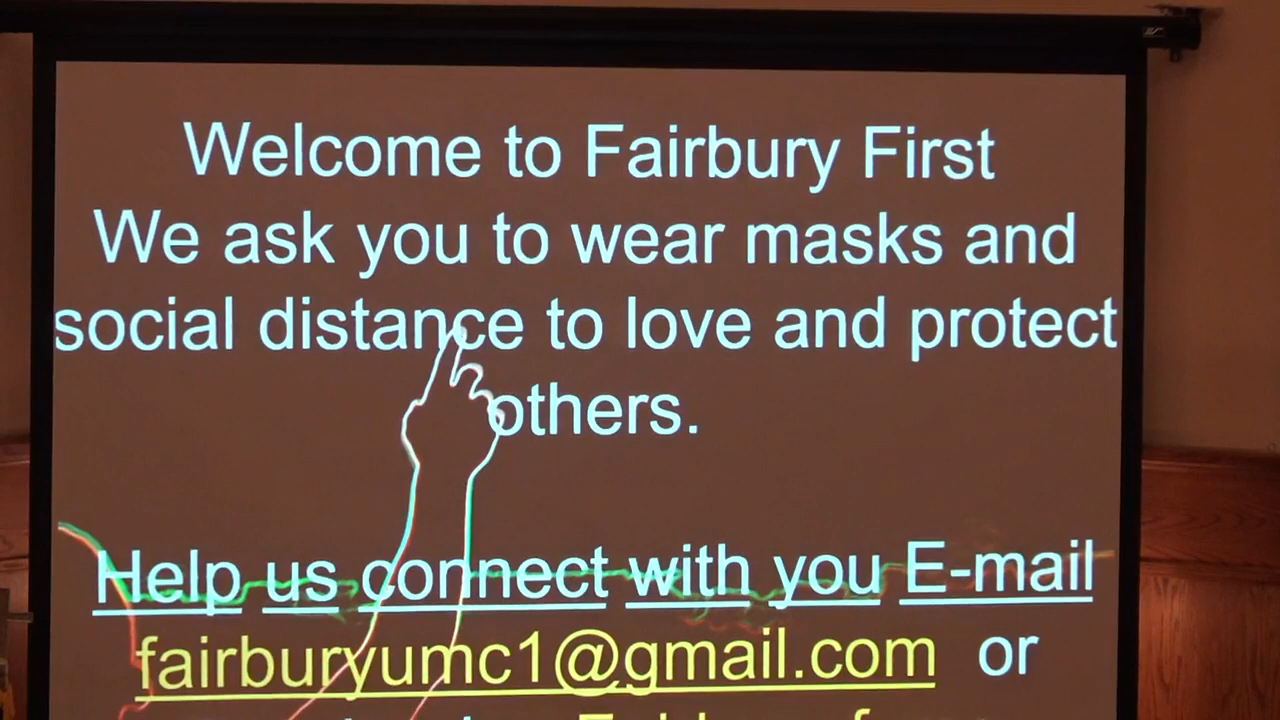 Welcome to Fairbury First
We ask you to wear masks and
social distance to love and protect
others.
Help us connect with you E-mail
fairburyumc1@gmail.com or